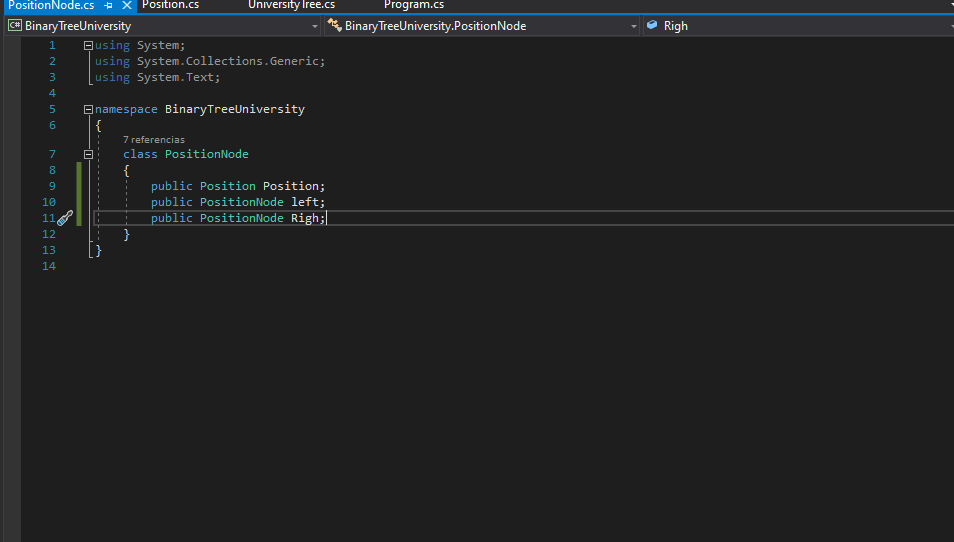 PositionNode.cs Position.cs UniversityTree.cs Program.cs
C# BinaryTreeUniversity BinaryTreeUniversity.PositionNode Righ
1 using System;
2 using System.Collections.Generic;
3 using System.Text;
4
5 namespace BinaryTreeUniversity
6 {
7 referencias
7 class PositionNode
8 {
9 public Position Position;
10 public PositionNode left;
11 public PositionNode Righ;
12 }
13 }
14